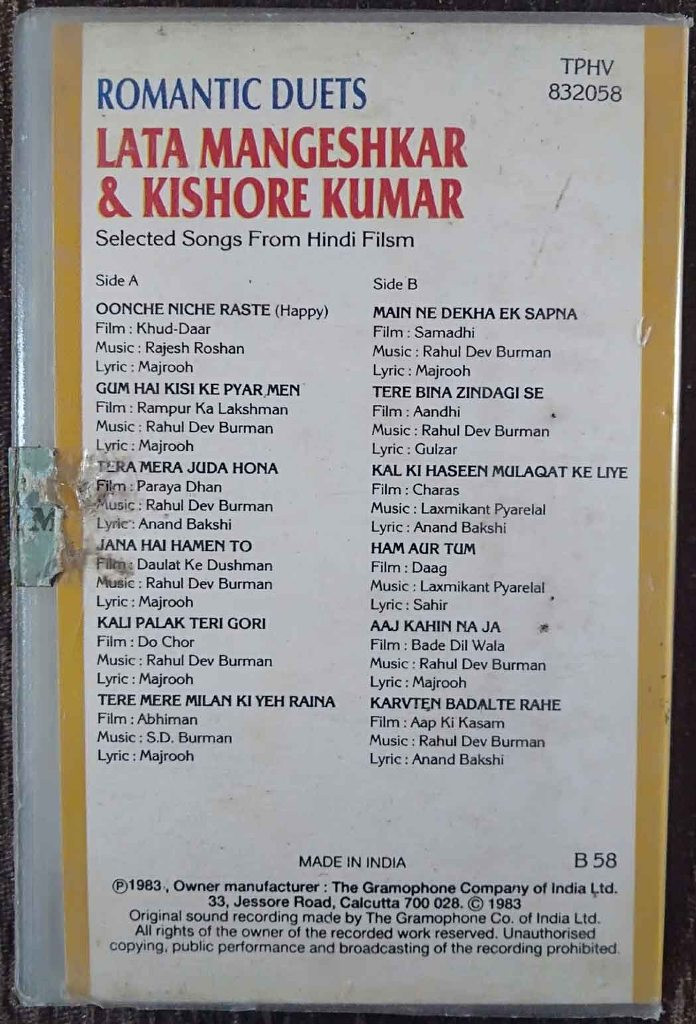 TPHV
832058
ROMANTIC DUETS
LATA MANGESHKAR
& KISHORE KUMAR
Selected Songs From Hindi Filsm
Side A
OONCHE NICHE RASTE (Happy)
Film : Khud-Daar
Music : Rajesh Roshan
Lyric : Majrooh
GUM HAI KISI KE PYAR MEN
Film : Rampur Ka Lakshman
Music : Rahul Dev Burman
Lyric : Majrooh
TERA MERA JUDA HONA
Film : Paraya Dhan
Music : Rahul Dev Burman
Lyric : Anand Bakshi
JANA HAI HAMEN TO
Film : Daulat Ke Dushman
Music : Rahul Dev Burman
Lyric : Majrooh
KALI PALAK TERI GORI
Film : Do Chor
Music : Rahul Dev Burman
Lyric : Majrooh
TERE MERE MILAN KI YEH RAINA
Film : Abhiman
Music : S.D. Burman
Lyric : Majrooh
Side B
MAIN NE DEKHA EK SAPNA
Film : Samadhi
Music : Rahul Dev Burman
Lyric : Majrooh
TERE BINA ZINDAGI SE
Film : Aandhi
Music : Rahul Dev Burman
Lyric : Gulzar
KAL KI HASEEN MULAQAT KE LIYE
Film : Charas
Music : Laxmikant Pyarelal
Lyric : Anand Bakshi
HAM AUR TUM
Film : Daag
Music : Laxmikant Pyarelal
Lyric : Sahir
AAJ KAHIN NA JA
Film : Bade Dil Wala
Music : Rahul Dev Burman
Lyric : Majrooh
KARVTEN BADALTE RAHE
Film : Aap Ki Kasam
Music : Rahul Dev Burman
Lyric : Anand Bakshi
MADE IN INDIA
B 58
Ⓟ1983, Owner manufacturer : The Gramophone Company of India Ltd.
33, Jessore Road, Calcutta 700 028. © 1983
Original sound recording made by The Gramophone Co. of India Ltd.
All rights of the owner of the recorded work reserved. Unauthorised
copying, public performance and broadcasting of the recording prohibited.